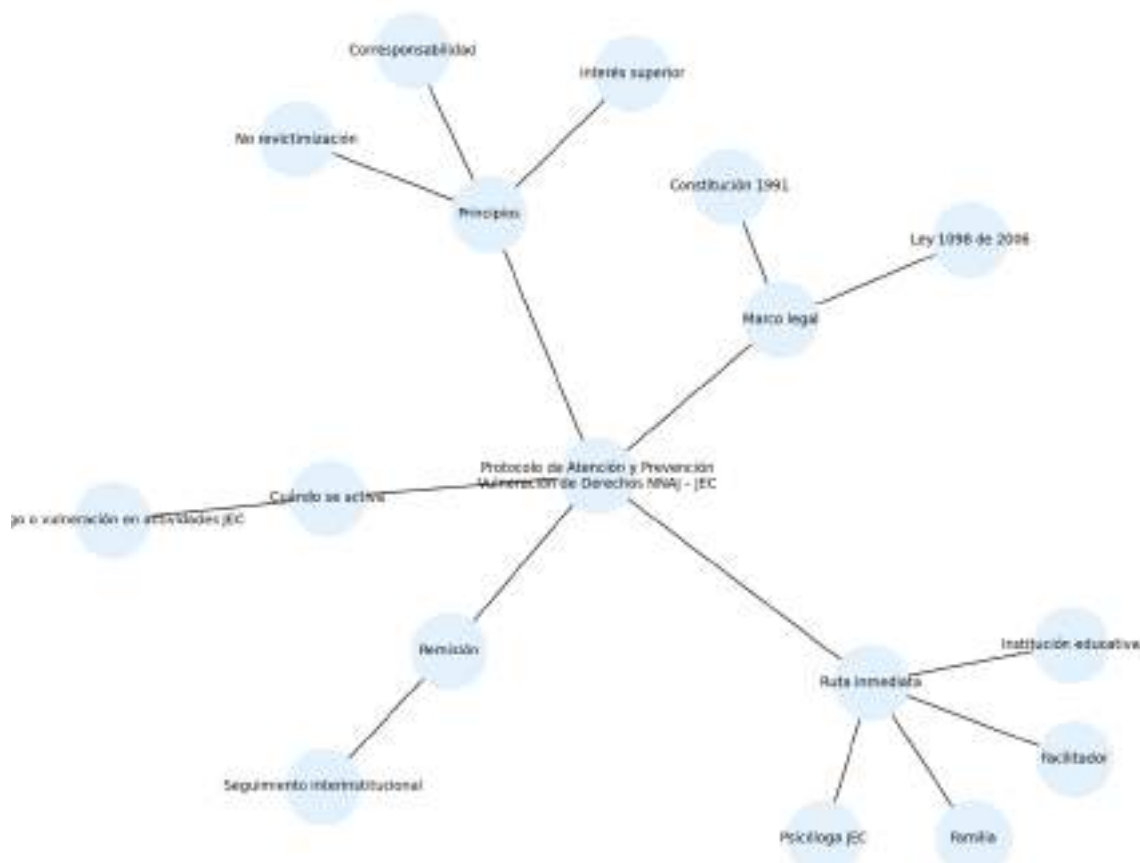 Corresponsabilidad
Interés superior
No revictimización
Constitución 1991
Principios
Ley 1098 de 2006
Marco legal
Protocolo de Atención y Prevención
Vulneración de Derechos NNAJ – JEC
Cuándo se activa
o vulneración en actividades JEC
Institución educativa
Remisión
Ruta inmediata
Facilitador
Seguimiento interinstitucional
Psicóloga JEC
Familia